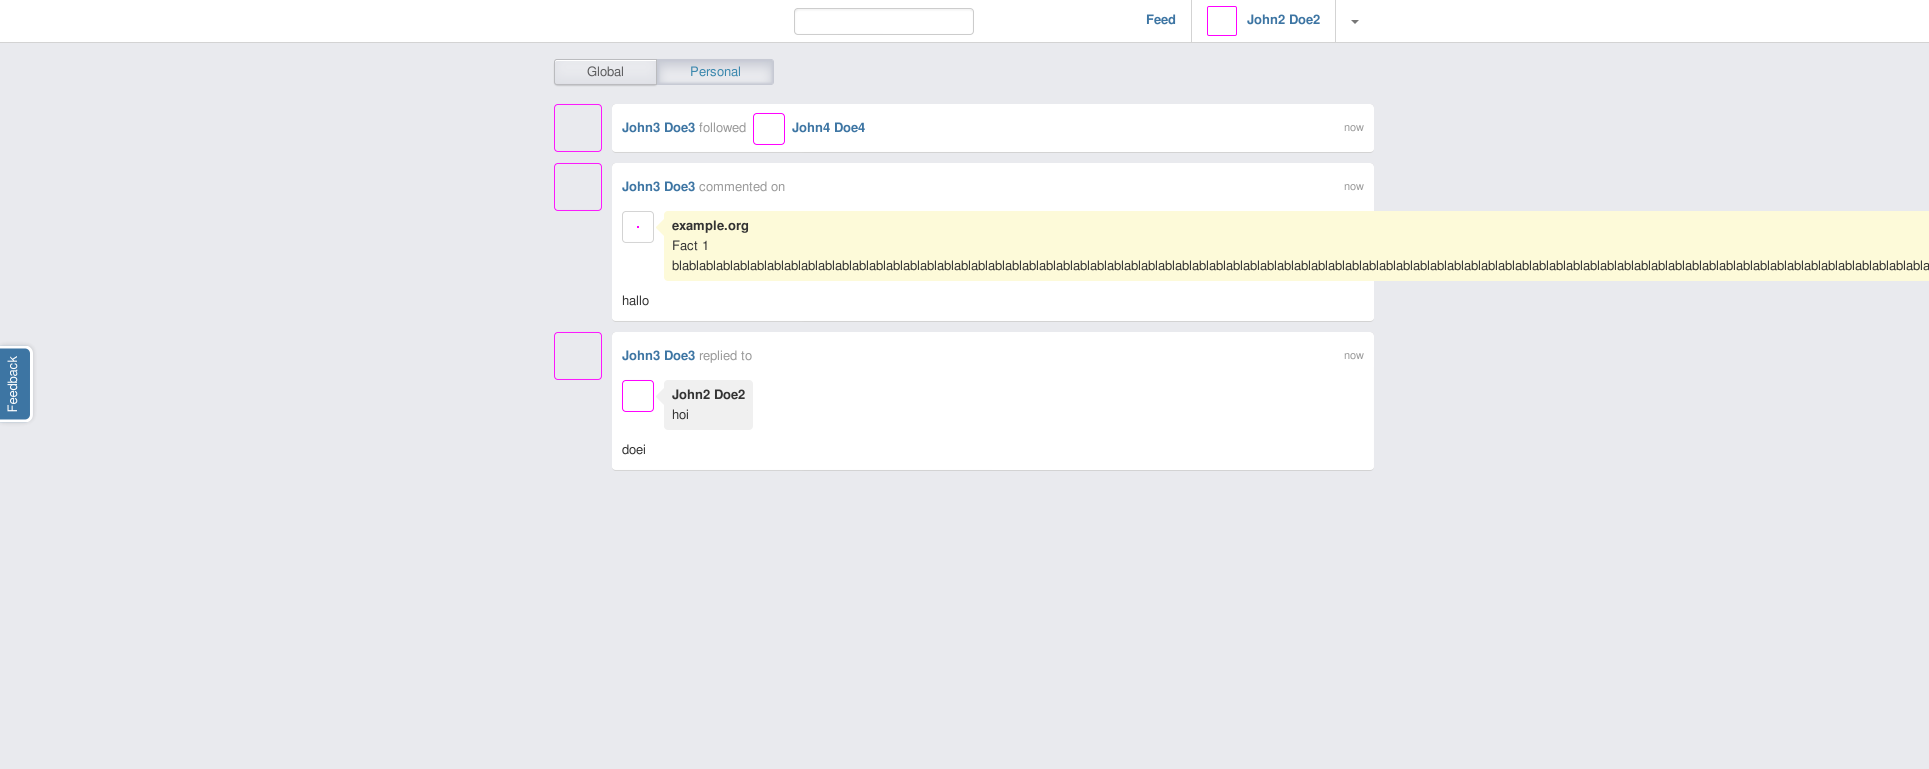 Feed
John2 Doe2
Global
Personal
John3 Doe3 followed John4 Doe4
now
John3 Doe3 commented on
now
example.org
Fact 1
blablablablablablablablablablablablablablablablablablablablablablablablablablablablablablablablablablablablablablablablablablablablablablablablablablablablablablablablablablablablablablablablablablablablablablablablablabla
hallo
Feedback
John3 Doe3 replied to
now
John2 Doe2
hoi
doei